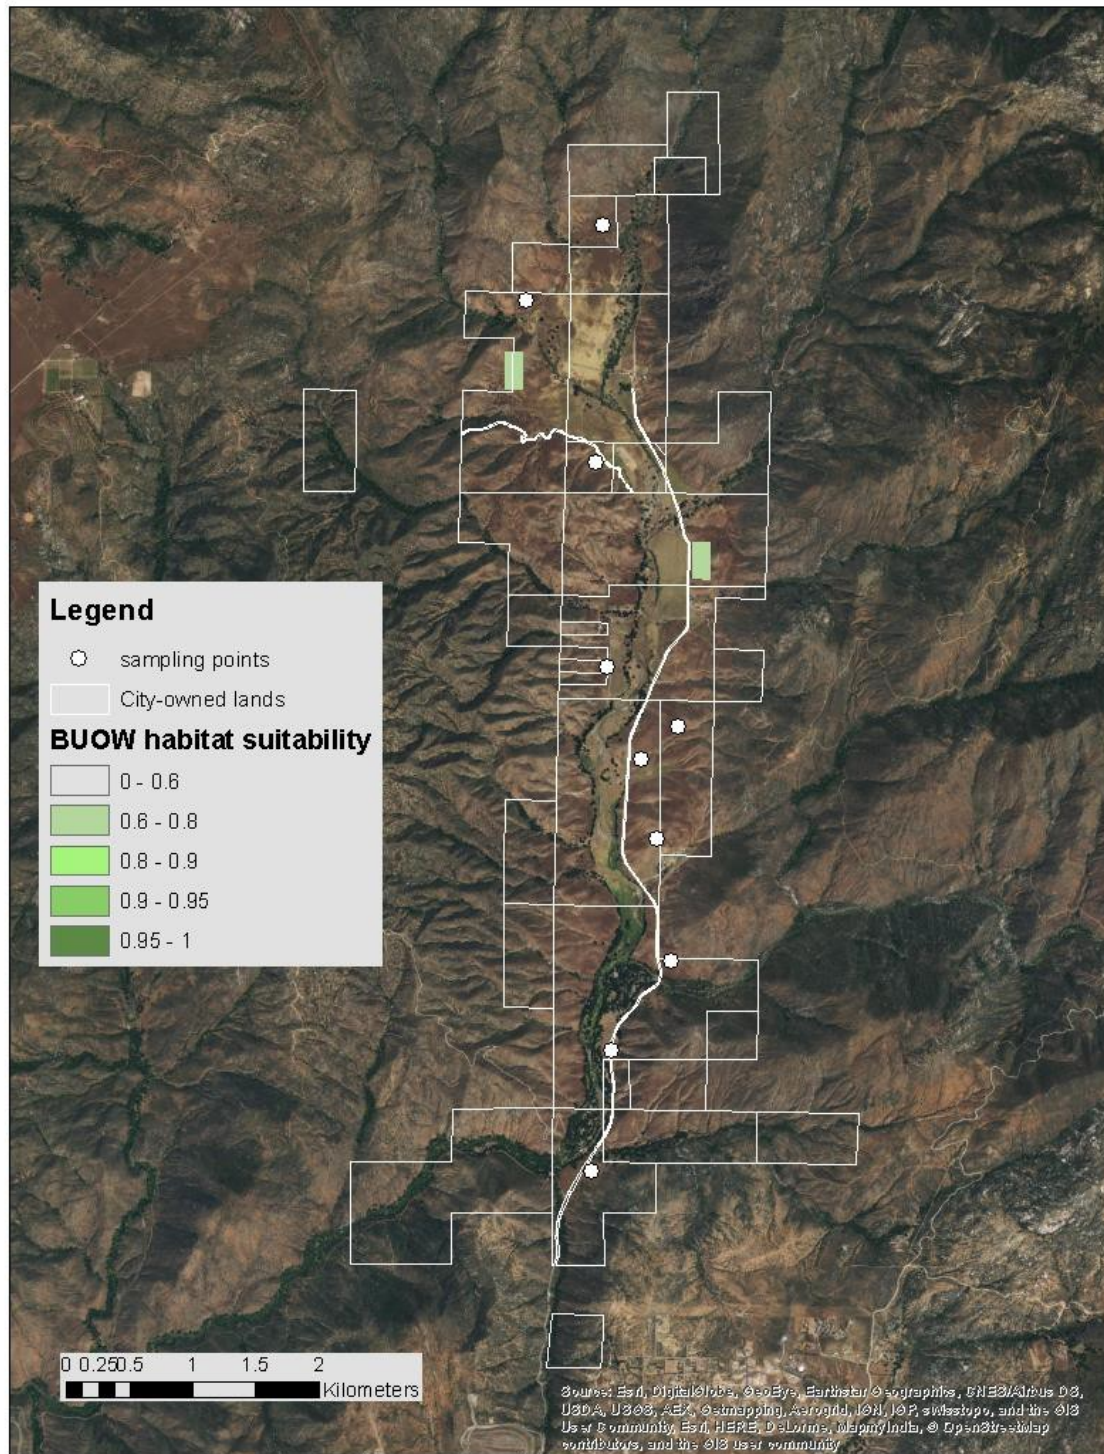 Legend
sampling points
City-owned lands
BUOW habitat suitability
0 - 0.6
0.6 - 0.8
0.8 - 0.9
0.9 - 0.95
0.95 - 1
0 0.250.5 1 1.5 2
Kilometers
Source: Esri, DigitalGlobe, GeoEye, Earthstar Geographics, CNES/Airbus DS,
USDA, USGS, AEX, Getmapping, Aerogrid, IGN, IGP, swisstopo, and the GIS
User Community, Esri, HERE, DeLorme, MapmyIndia, © OpenStreetMap
contributors, and the GIS user community